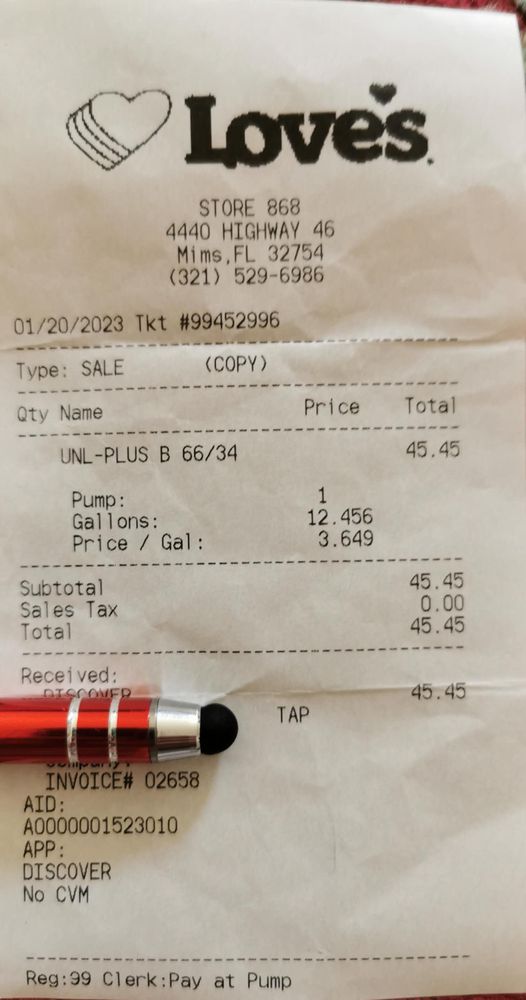 Love's
STORE 868
4440 HIGHWAY 46
Mims,FL 32754
(321) 529-6986
01/20/2023 Tkt #99452996
Type: SALE (COPY)
Qty Name Price Total
UNL-PLUS B 66/34 45.45
Pump: 1
Gallons: 12.456
Price / Gal: 3.649
Subtotal 45.45
Sales Tax 0.00
Total 45.45
Received:
DISCOVER 45.45
TAP
Company:
INVOICE# 02658
AID:
A0000001523010
APP:
DISCOVER
No CVM
Reg:99 Clerk:Pay at Pump